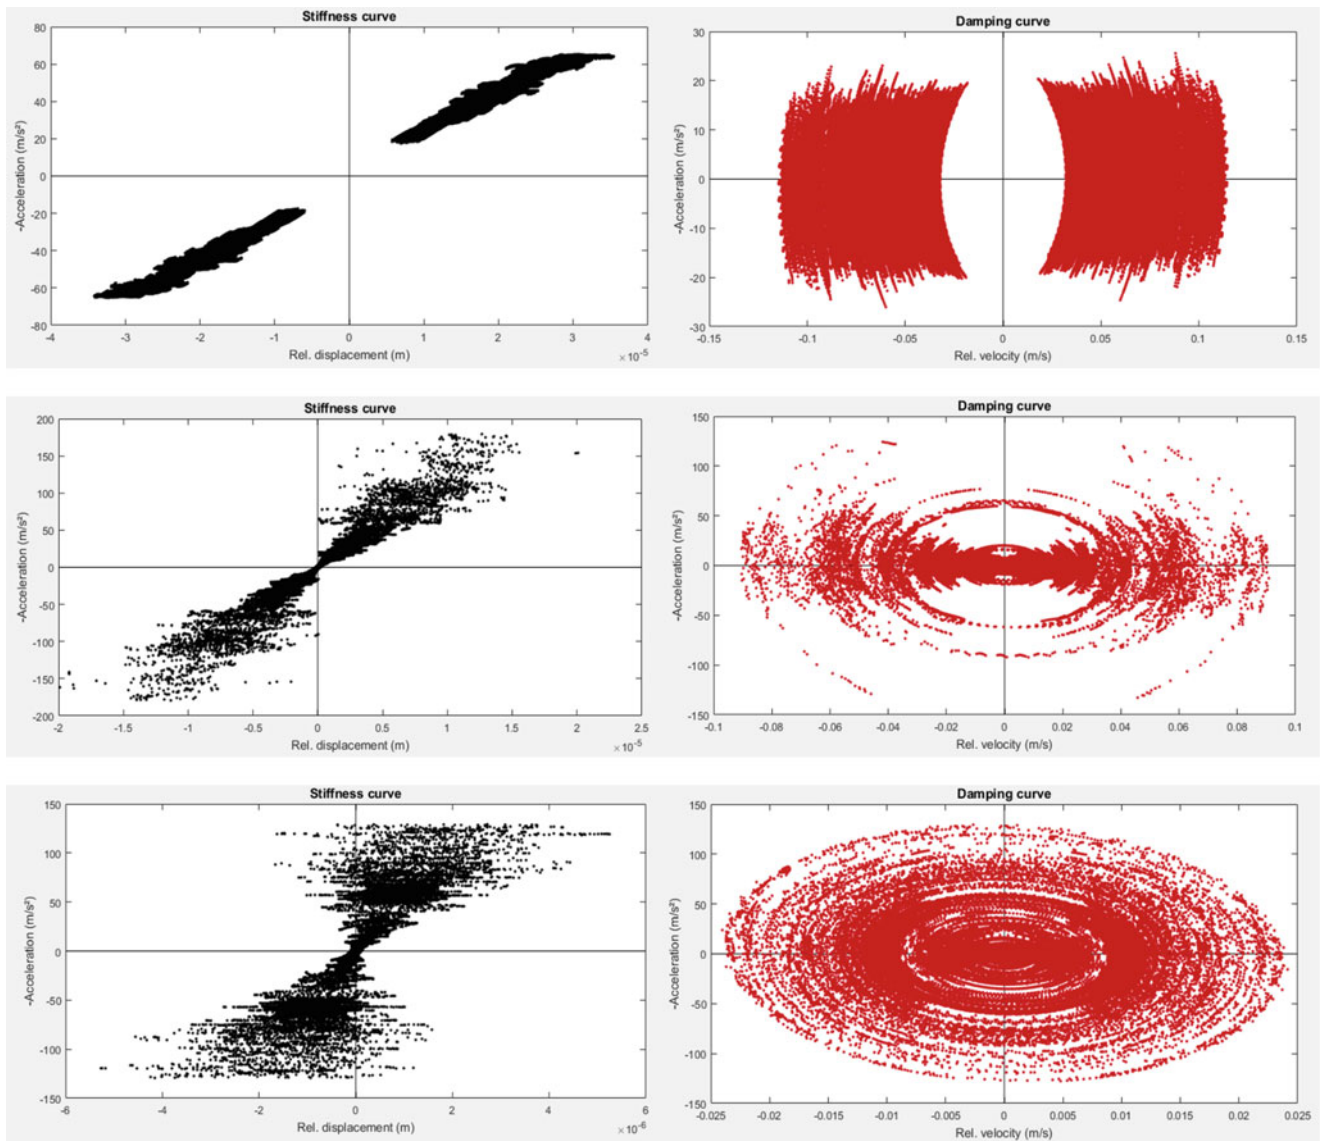 Stiffness curve
80
60
40
20
0
-20
-40
-60
-80
-Acceleration (m/s²)
-4 -3 -2 -1 0 1 2 3 4
Rel. displacement (m)
×10⁻⁵
Damping curve
30
20
10
0
-10
-20
-30
-Acceleration (m/s²)
-0.15 -0.1 -0.05 0 0.05 0.1 0.15
Rel. velocity (m/s)
Stiffness curve
200
150
100
50
0
-50
-100
-150
-200
-Acceleration (m/s²)
-2 -1.5 -1 -0.5 0 0.5 1 1.5 2 2.5
Rel. displacement (m)
×10⁻⁵
Damping curve
150
100
50
0
-50
-100
-150
-Acceleration (m/s²)
-0.1 -0.08 -0.06 -0.04 -0.02 0 0.02 0.04 0.06 0.08 0.1
Rel. velocity (m/s)
Stiffness curve
150
100
50
0
-50
-100
-150
-Acceleration (m/s²)
-6 -4 -2 0 2 4 6
Rel. displacement (m)
×10⁻⁶
Damping curve
150
100
50
0
-50
-100
-150
-Acceleration (m/s²)
-0.025 -0.02 -0.015 -0.01 -0.005 0 0.005 0.01 0.015 0.02 0.025
Rel. velocity (m/s)